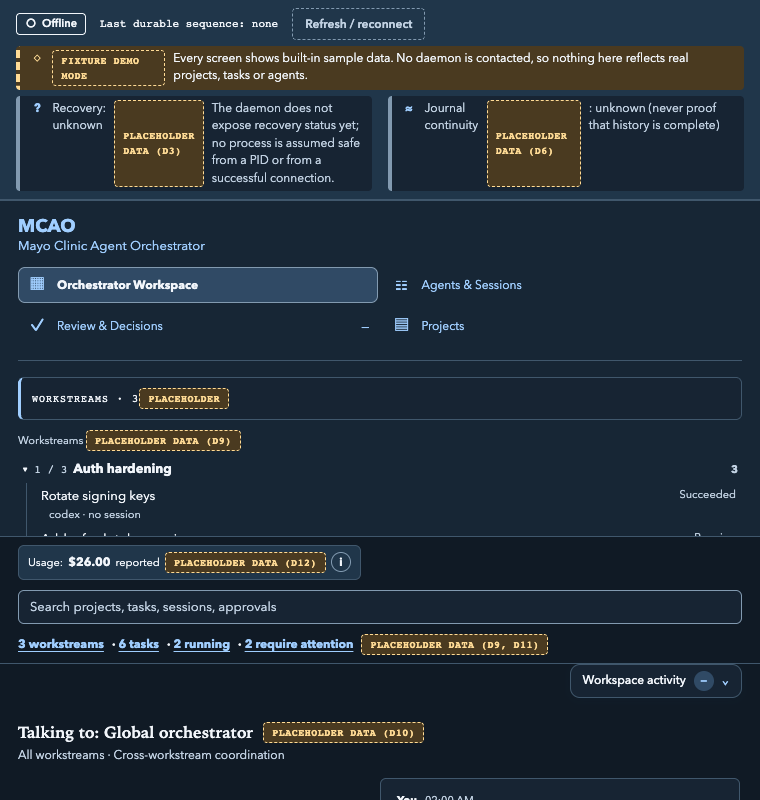 Offline Last durable sequence: none Refresh / reconnect
FIXTURE DEMO MODE
Every screen shows built-in sample data. No daemon is contacted, so nothing here reflects real
projects, tasks or agents.
? Recovery: unknown
PLACEHOLDER DATA (D3)
The daemon does not
expose recovery status yet;
no process is assumed safe
from a PID or from a
successful connection.
≈ Journal continuity
PLACEHOLDER DATA (D6)
: unknown (never proof
that history is complete)
MCAO
Mayo Clinic Agent Orchestrator
Orchestrator Workspace
Agents & Sessions
Review & Decisions –
Projects
WORKSTREAMS · 3 PLACEHOLDER
Workstreams PLACEHOLDER DATA (D9)
▾ 1 / 3 Auth hardening 3
Rotate signing keys Succeeded
codex · no session
Usage: $26.00 reported PLACEHOLDER DATA (D12) i
Search projects, tasks, sessions, approvals
3 workstreams · 6 tasks · 2 running · 2 require attention PLACEHOLDER DATA (D9, D11)
Workspace activity –
Talking to: Global orchestrator PLACEHOLDER DATA (D10)
All workstreams · Cross-workstream coordination
You 02:00 AM